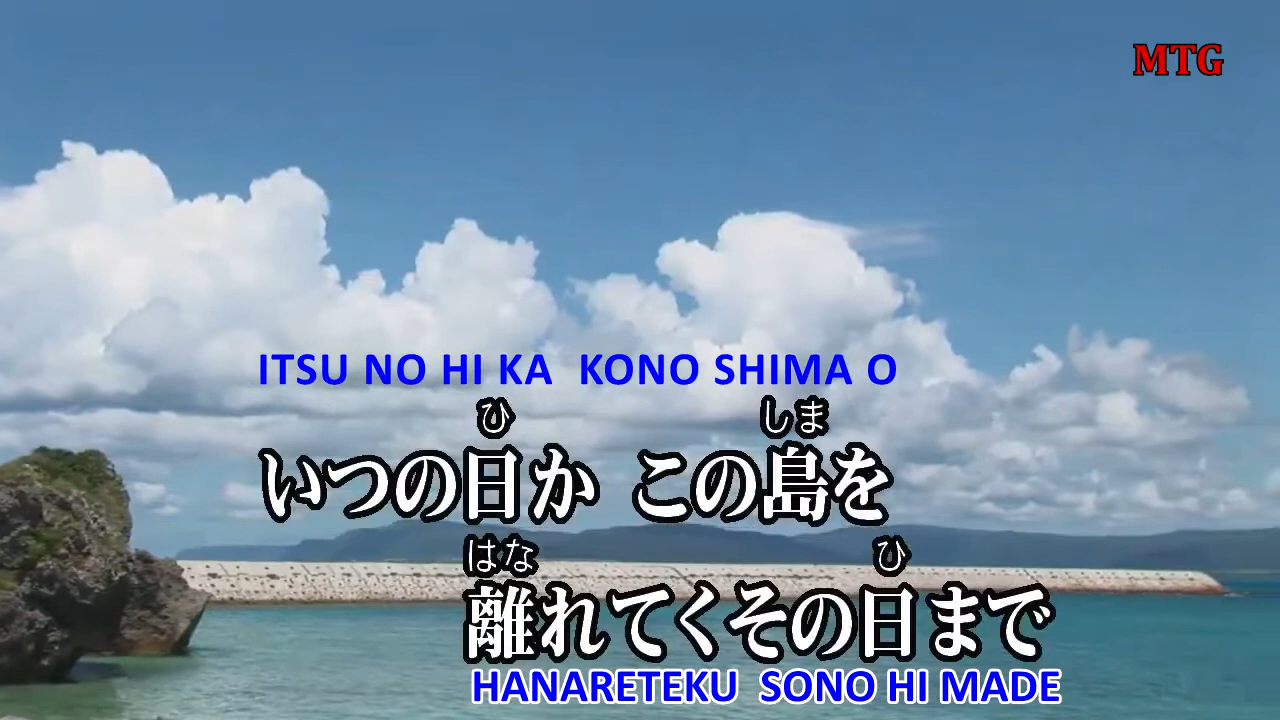 MTG
ITSU NO HI KA KONO SHIMA O
ひ しま
いつの日か この島を
はな ひ
離れてくその日まで
HANARETEKU SONO HI MADE